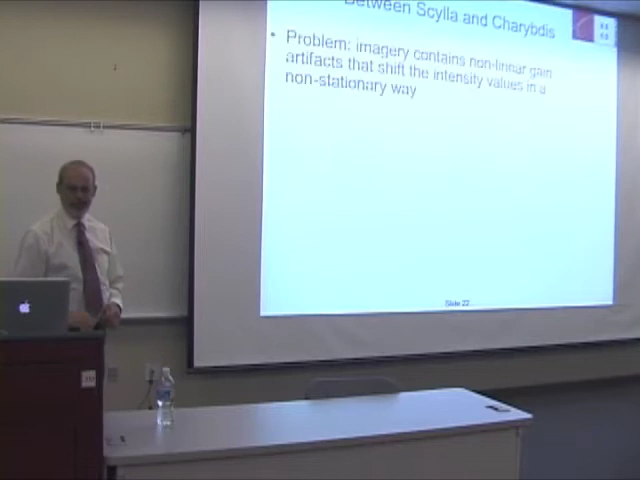 Between Scylla and Charybdis
• Problem: imagery contains non-linear gain
artifacts that shift the intensity values in a
non-stationary way
Slide 22